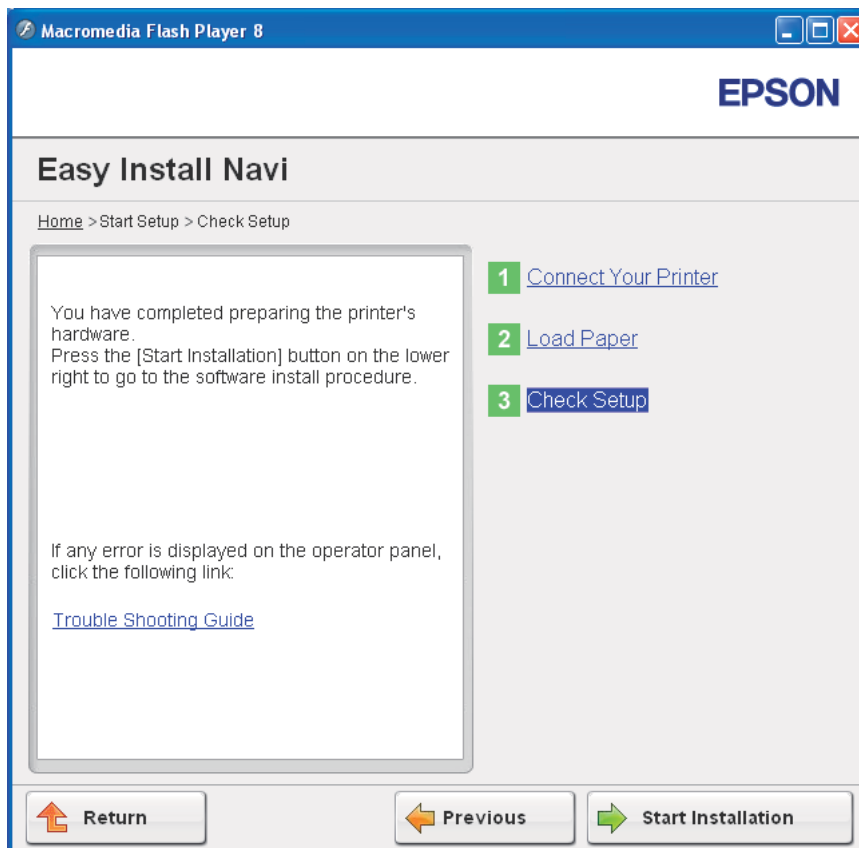 Macromedia Flash Player 8
EPSON
Easy Install Navi
Home > Start Setup > Check Setup
You have completed preparing the printer's
hardware.
Press the [Start Installation] button on the lower
right to go to the software install procedure.
If any error is displayed on the operator panel,
click the following link:
Trouble Shooting Guide
1 Connect Your Printer
2 Load Paper
3 Check Setup
Return
Previous
Start Installation